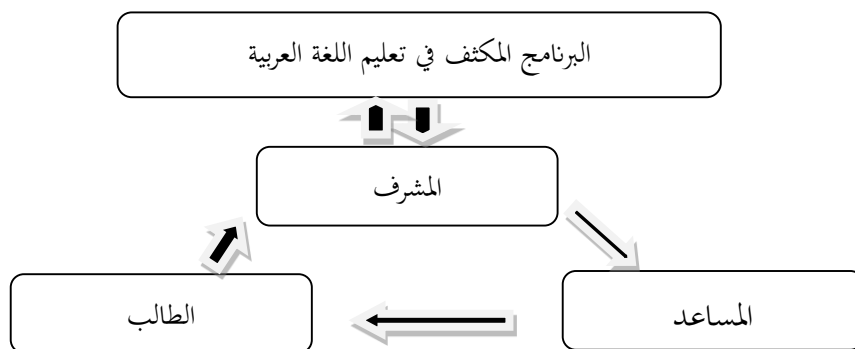 البرنامج المكثف في تعليم اللغة العربية
المشرف
المساعد
الطالب